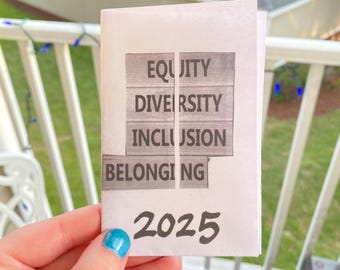 EQUITY
DIVERSITY
INCLUSION
BELONGING
2025